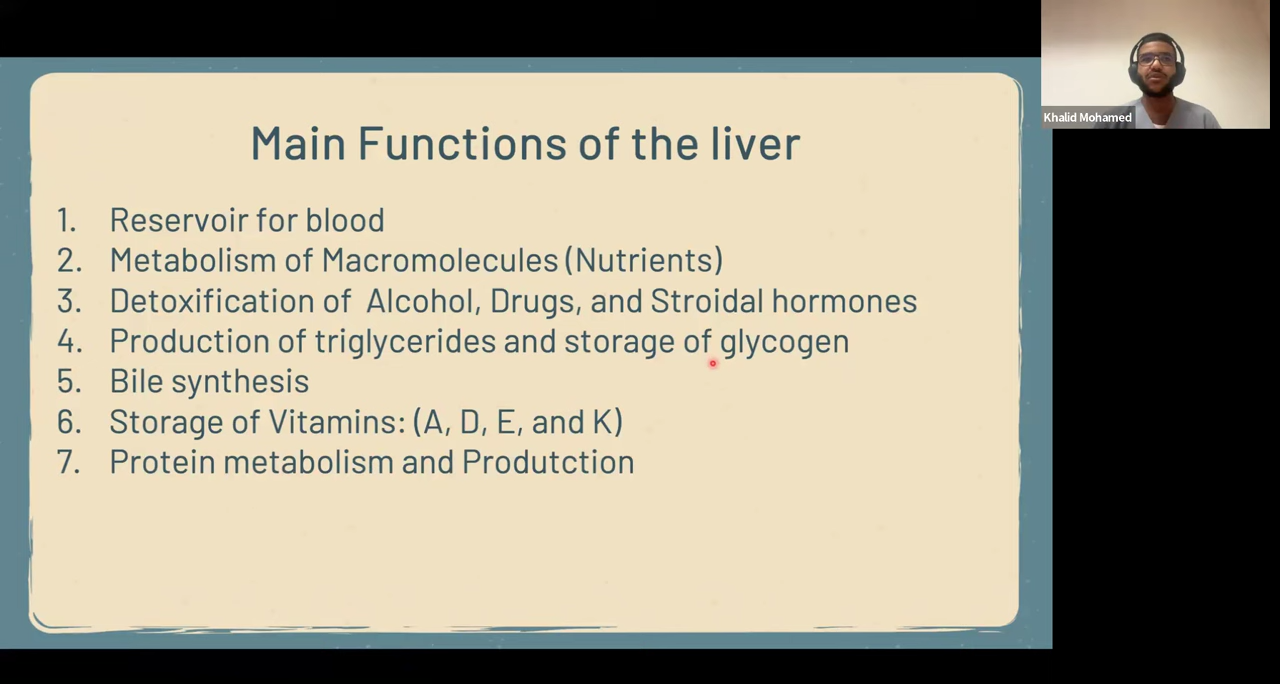 Main Functions of the liver
1. Reservoir for blood
2. Metabolism of Macromolecules (Nutrients)
3. Detoxification of Alcohol, Drugs, and Stroidal hormones
4. Production of triglycerides and storage of glycogen
5. Bile synthesis
6. Storage of Vitamins: (A, D, E, and K)
7. Protein metabolism and Produtction
Khalid Mohamed